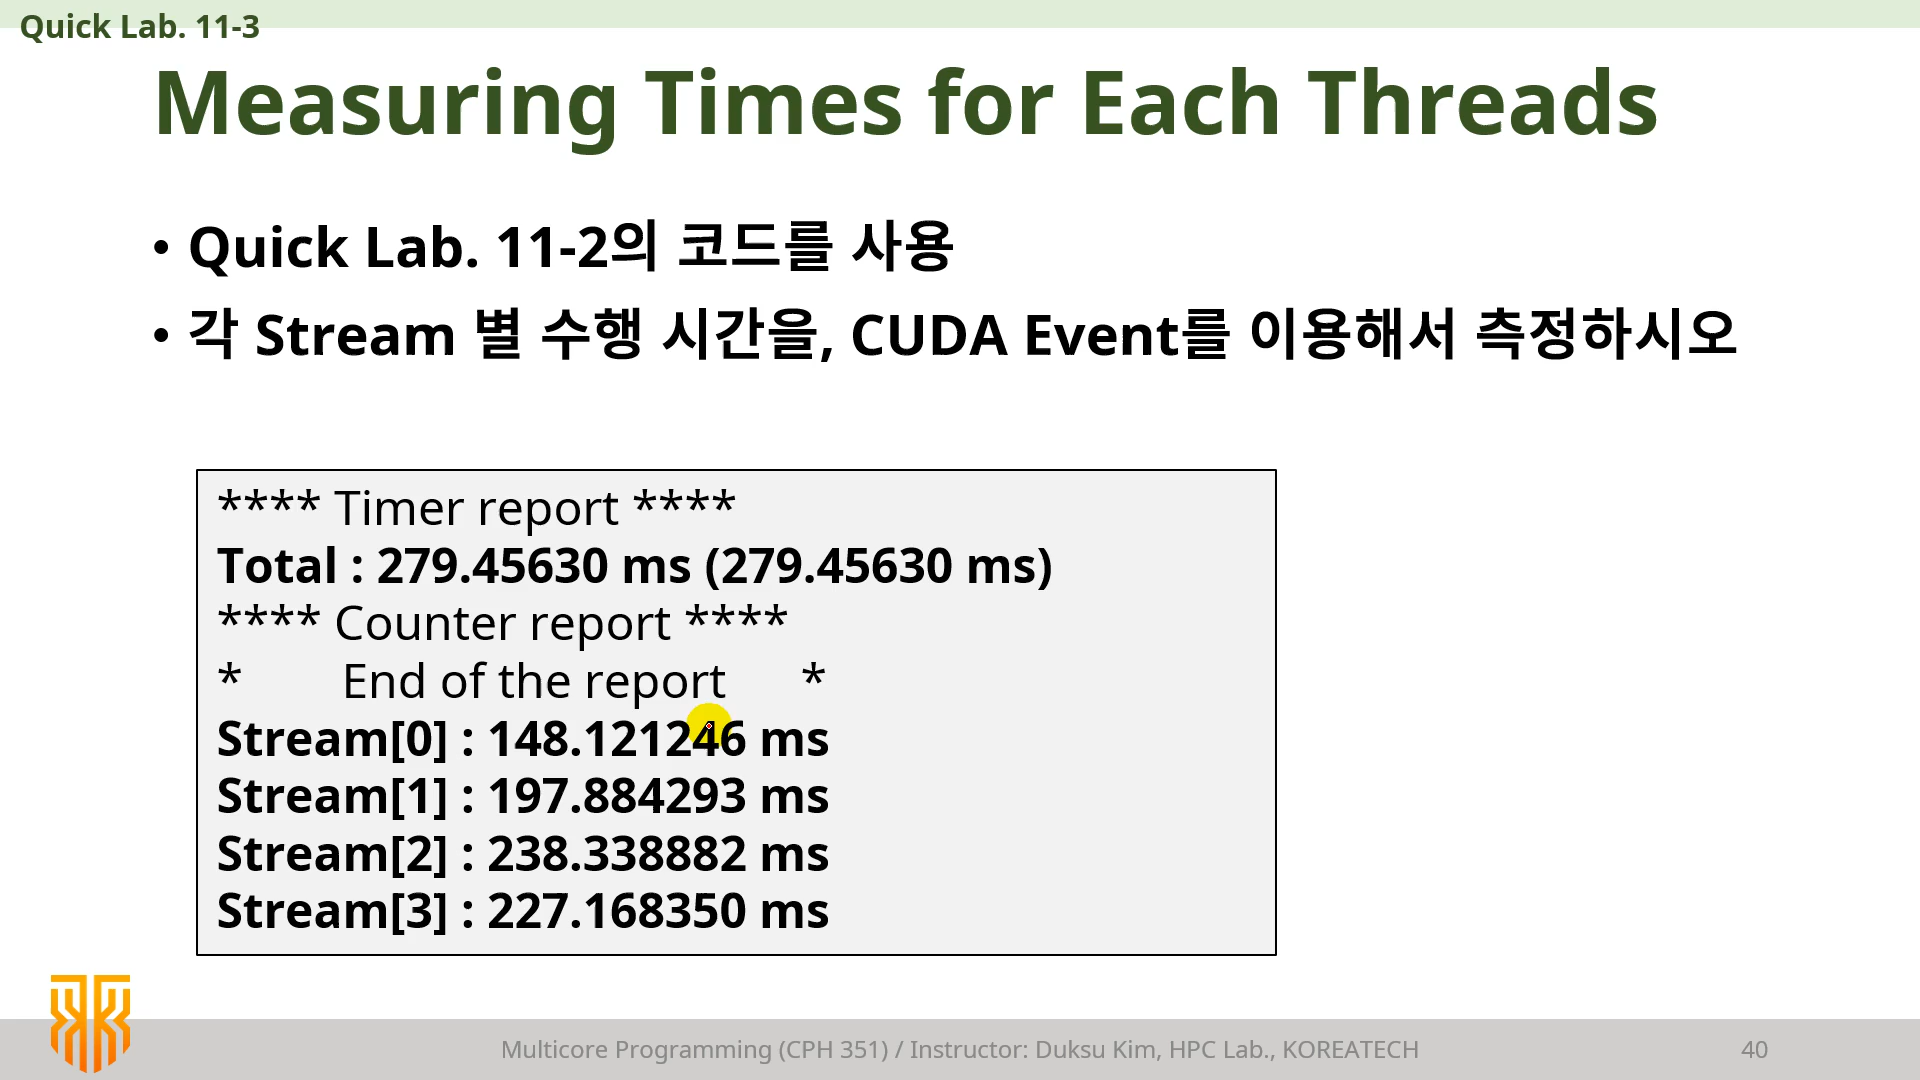 Quick Lab. 11-3
Measuring Times for Each Threads
• Quick Lab. 11-2의 코드를 사용
• 각 Stream 별 수행 시간을, CUDA Event를 이용해서 측정하시오
**** Timer report ****
Total : 279.45630 ms (279.45630 ms)
**** Counter report ****
* End of the report *
Stream[0] : 148.121246 ms
Stream[1] : 197.884293 ms
Stream[2] : 238.338882 ms
Stream[3] : 227.168350 ms
Multicore Programming (CPH 351) / Instructor: Duksu Kim, HPC Lab., KOREATECH
40